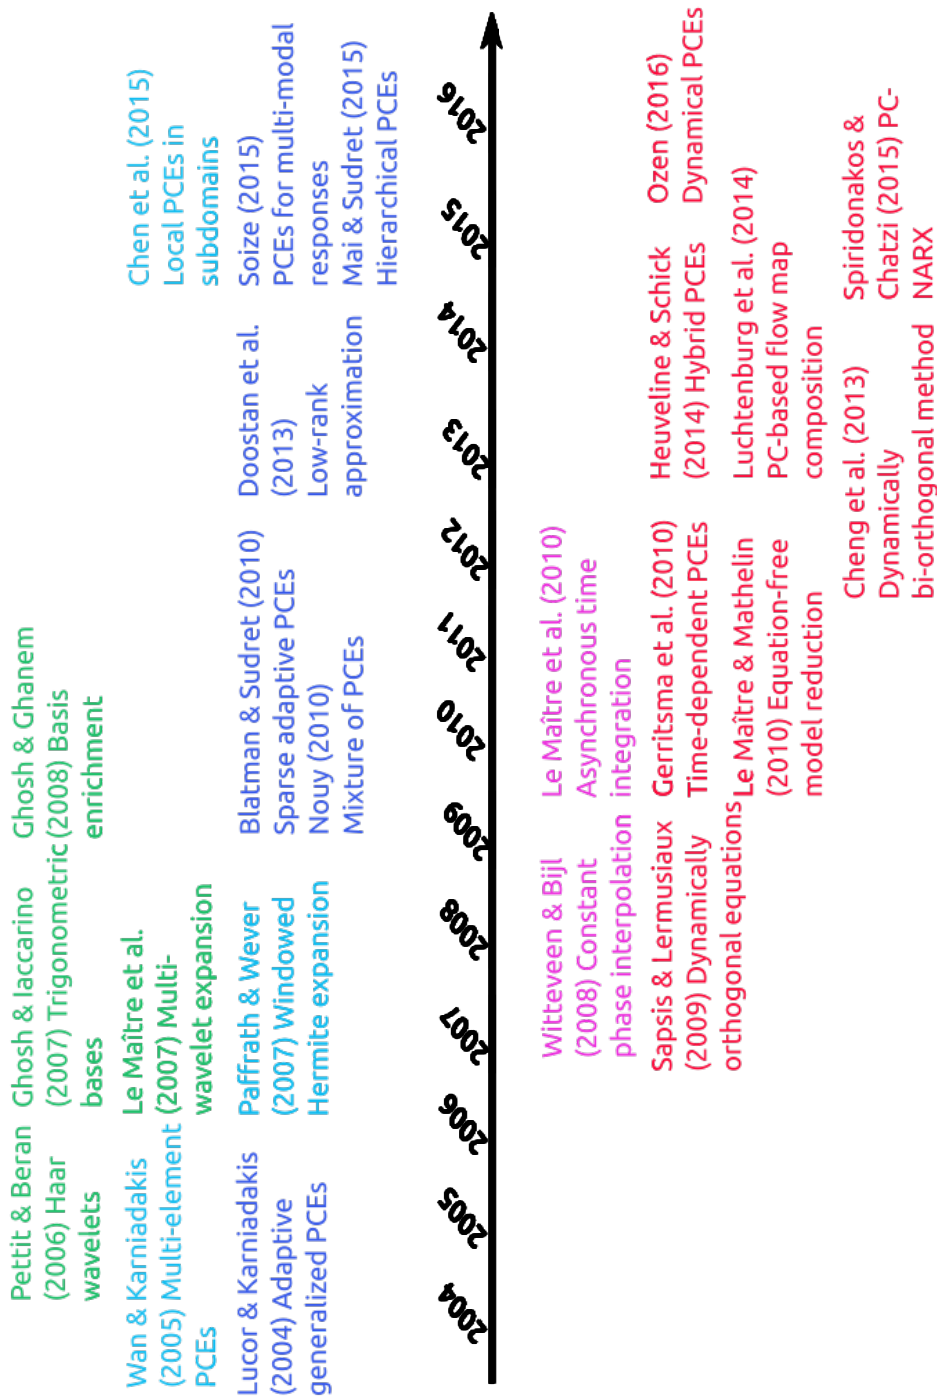 Pettit & Beran
(2006) Haar
wavelets
Ghosh & Iaccarino
(2007) Trigonometric
bases
Ghosh & Ghanem
(2008) Basis
enrichment
Wan & Karniadakis
(2005) Multi-element
PCEs
Le Maître et al.
(2007) Multi-
wavelet expansion
Chen et al. (2015)
Local PCEs in
subdomains
Lucor & Karniadakis
(2004) Adaptive
generalized PCEs
Paffrath & Wever
(2007) Windowed
Hermite expansion
Blatman & Sudret (2010)
Sparse adaptive PCEs
Nouy (2010)
Mixture of PCEs
Doostan et al.
(2013)
Low-rank
approximation
Soize (2015)
PCEs for multi-modal
responses
Mai & Sudret (2015)
Hierarchical PCEs
2004
2005
2006
2007
2008
2009
2010
2011
2012
2013
2014
2015
2016
Witteveen & Bijl
(2008) Constant
phase interpolation
Le Maître et al. (2010)
Asynchronous time
integration
Sapsis & Lermusiaux
(2009) Dynamically
orthogonal equations
Gerritsma et al. (2010)
Time-dependent PCEs
Le Maître & Mathelin
(2010) Equation-free
model reduction
Heuveline & Schick
(2014) Hybrid PCEs
Luchtenburg et al. (2014)
PC-based flow map
composition
Ozen (2016)
Dynamical PCEs
Cheng et al. (2013)
Dynamically
bi-orthogonal method
Spiridonakos &
Chatzi (2015) PC-
NARX